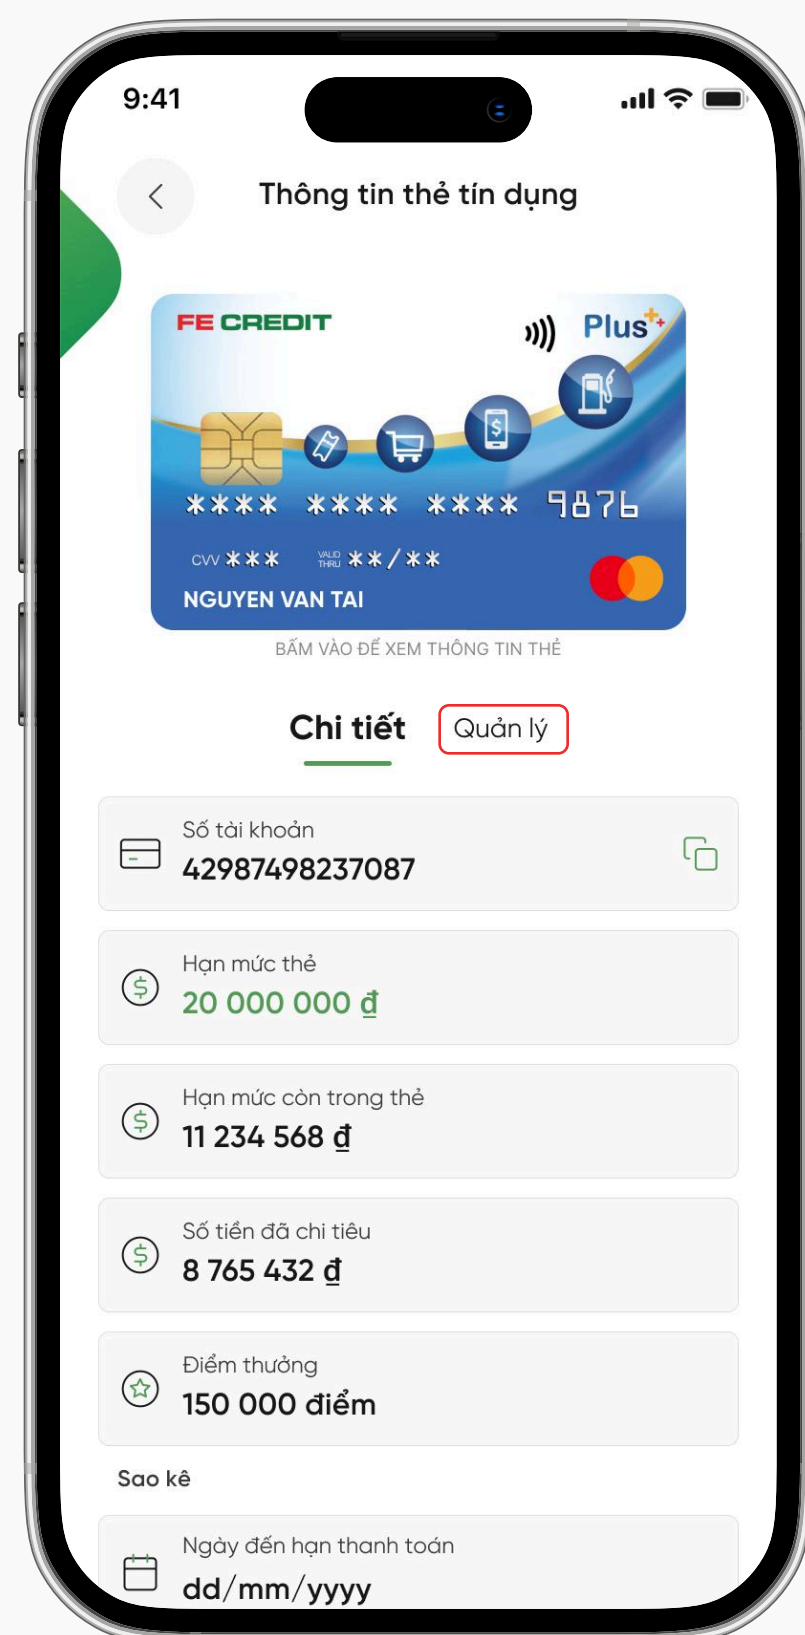 9:41
Thông tin thẻ tín dụng
FE CREDIT
Plus
**** **** **** 9876
CVV *** VALID THRU **/**
NGUYEN VAN TAI
BẤM VÀO ĐỂ XEM THÔNG TIN THẺ
Chi tiết Quản lý
Số tài khoản
42987498237087
Hạn mức thẻ
20 000 000 ₫
Hạn mức còn trong thẻ
11 234 568 ₫
Số tiền đã chi tiêu
8 765 432 ₫
Điểm thưởng
150 000 điểm
Sao kê
Ngày đến hạn thanh toán
dd/mm/yyyy